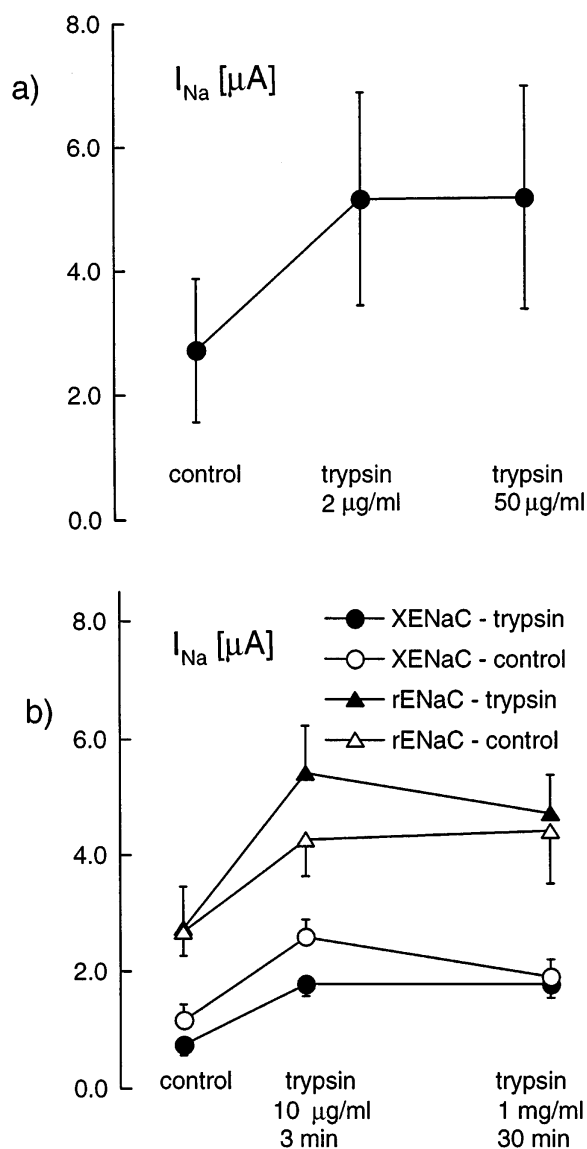 8.0
a)
I_Na [μA]
6.0
4.0
2.0
control
trypsin
2 μg/ml
trypsin
50 μg/ml
0.0
XENaC - trypsin
XENaC - control
rENaC - trypsin
rENaC - control
8.0
I_Na [μA]
b)
6.0
4.0
2.0
0.0
control
trypsin
10 μg/ml
3 min
trypsin
1 mg/ml
30 min